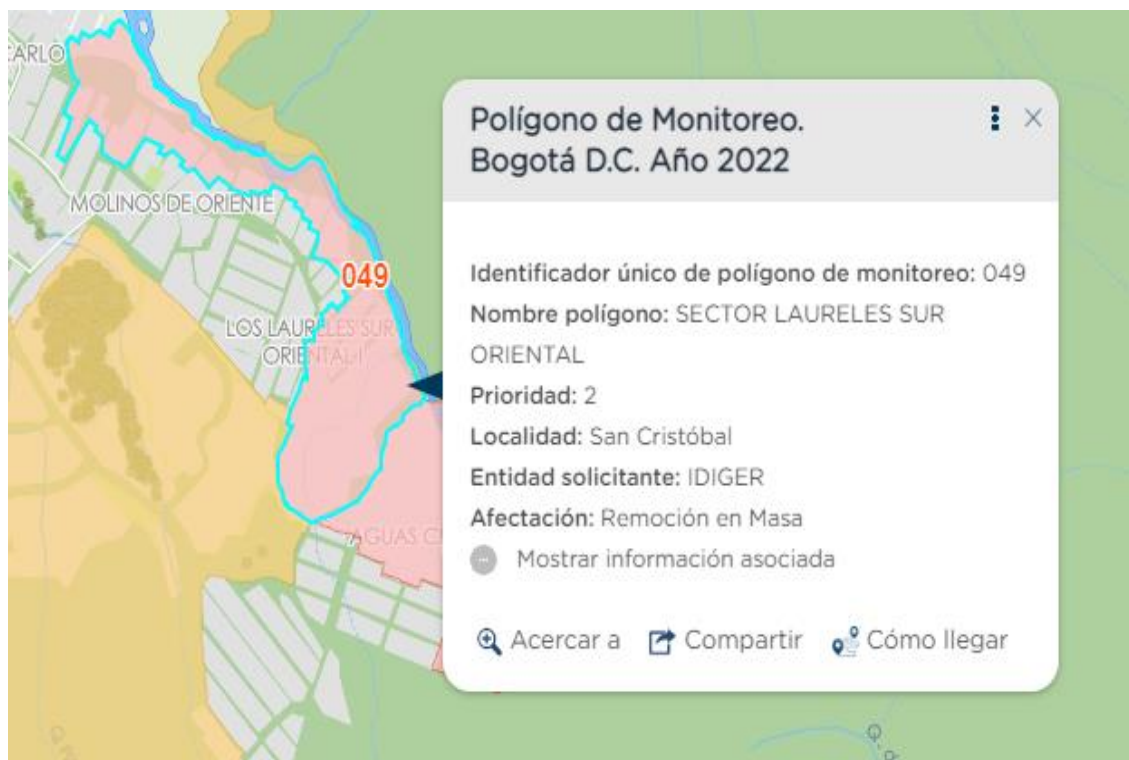 CARLO
MOLINOS DE ORIENTE
049
LOS LAURELES SUR
ORIENTAL I
AGUAS C
Q
Q.
Polígono de Monitoreo.
Bogotá D.C. Año 2022
Identificador único de polígono de monitoreo: 049
Nombre polígono: SECTOR LAURELES SUR
ORIENTAL
Prioridad: 2
Localidad: San Cristóbal
Entidad solicitante: IDIGER
Afectación: Remoción en Masa
Mostrar información asociada
Acercar a
Compartir
Cómo llegar